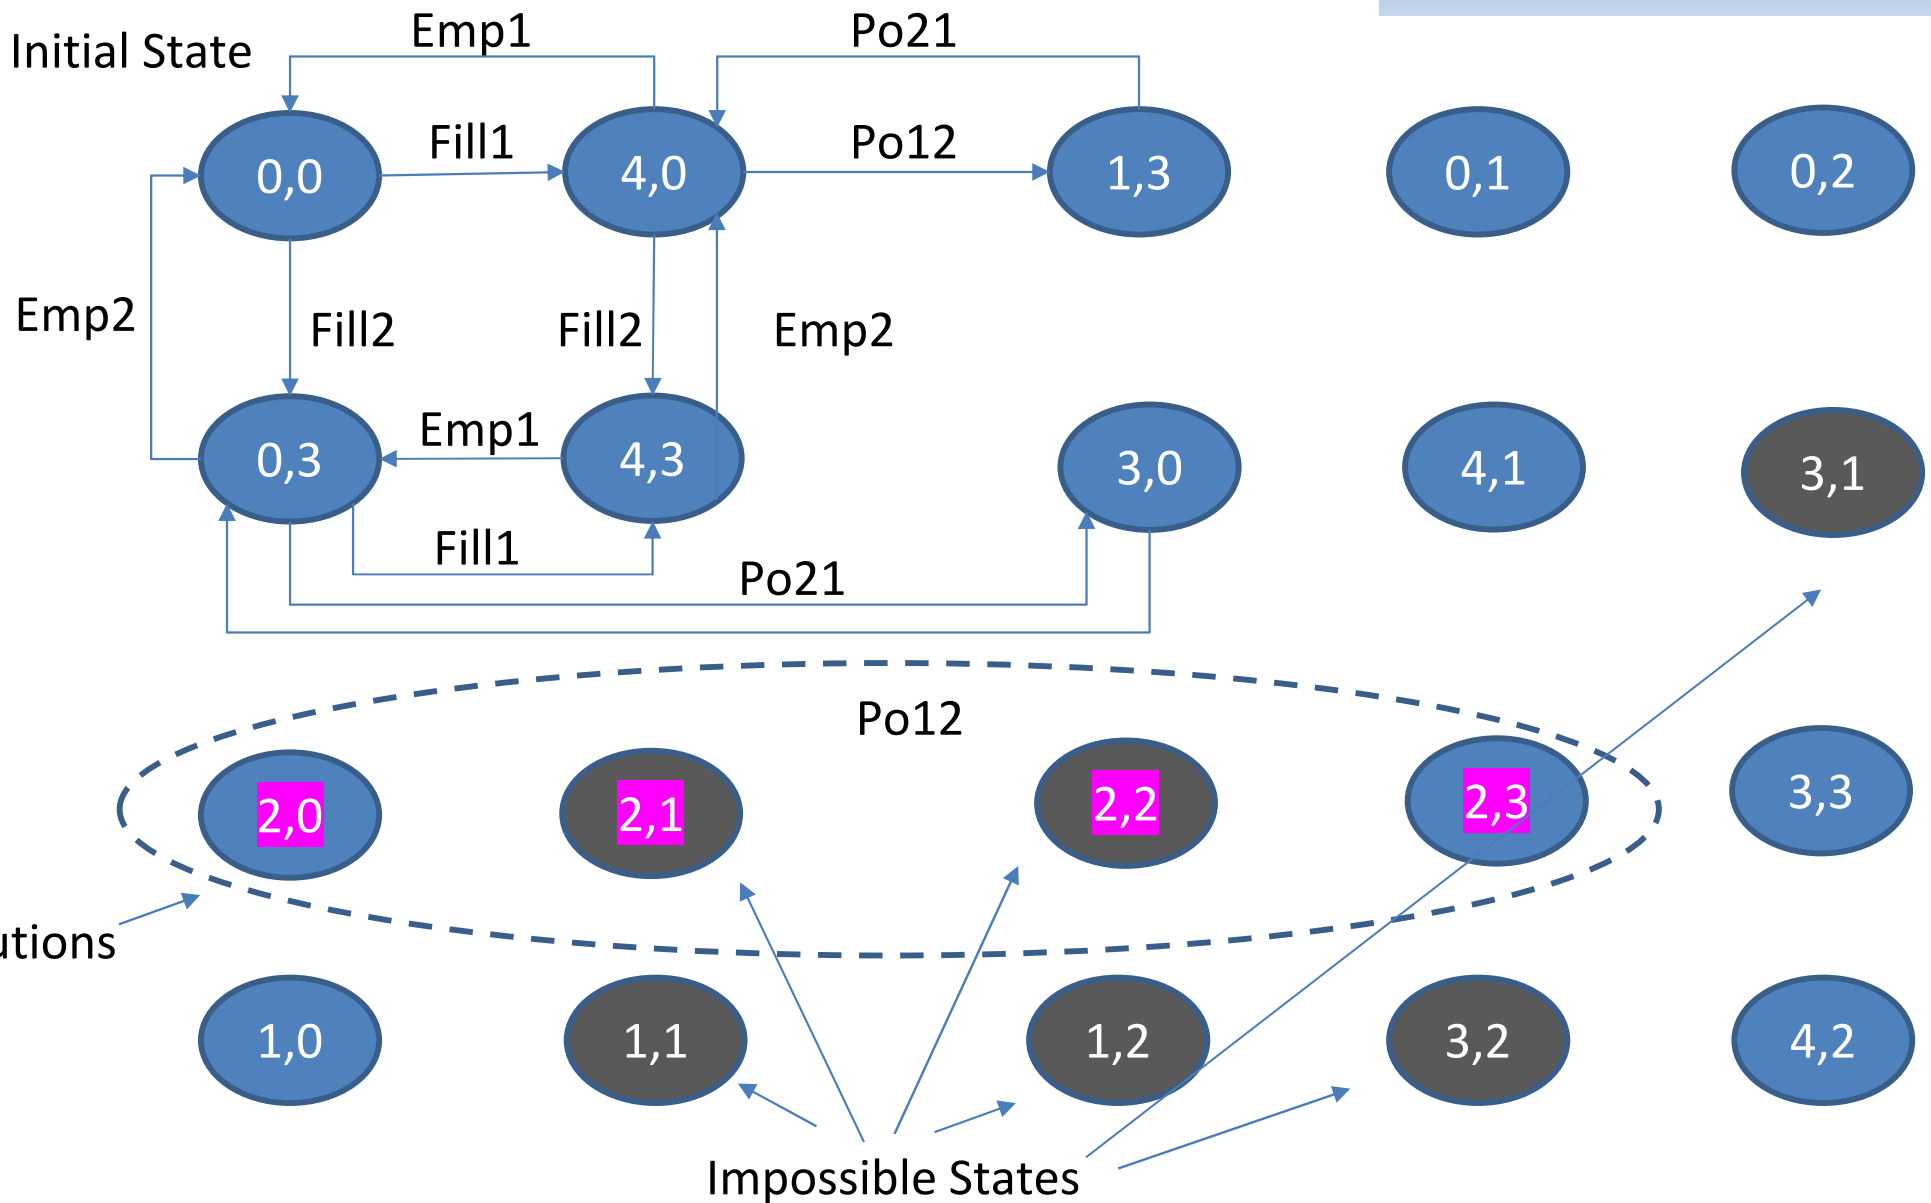 Initial State
Emp1
Po21
Fill1
Po12
0,0
4,0
1,3
0,1
0,2
Emp2
Fill2
Fill2
Emp2
Emp1
0,3
4,3
3,0
4,1
3,1
Fill1
Po21
Po12
2,0
2,1
2,2
2,3
3,3
utions
1,0
1,1
1,2
3,2
4,2
Impossible States